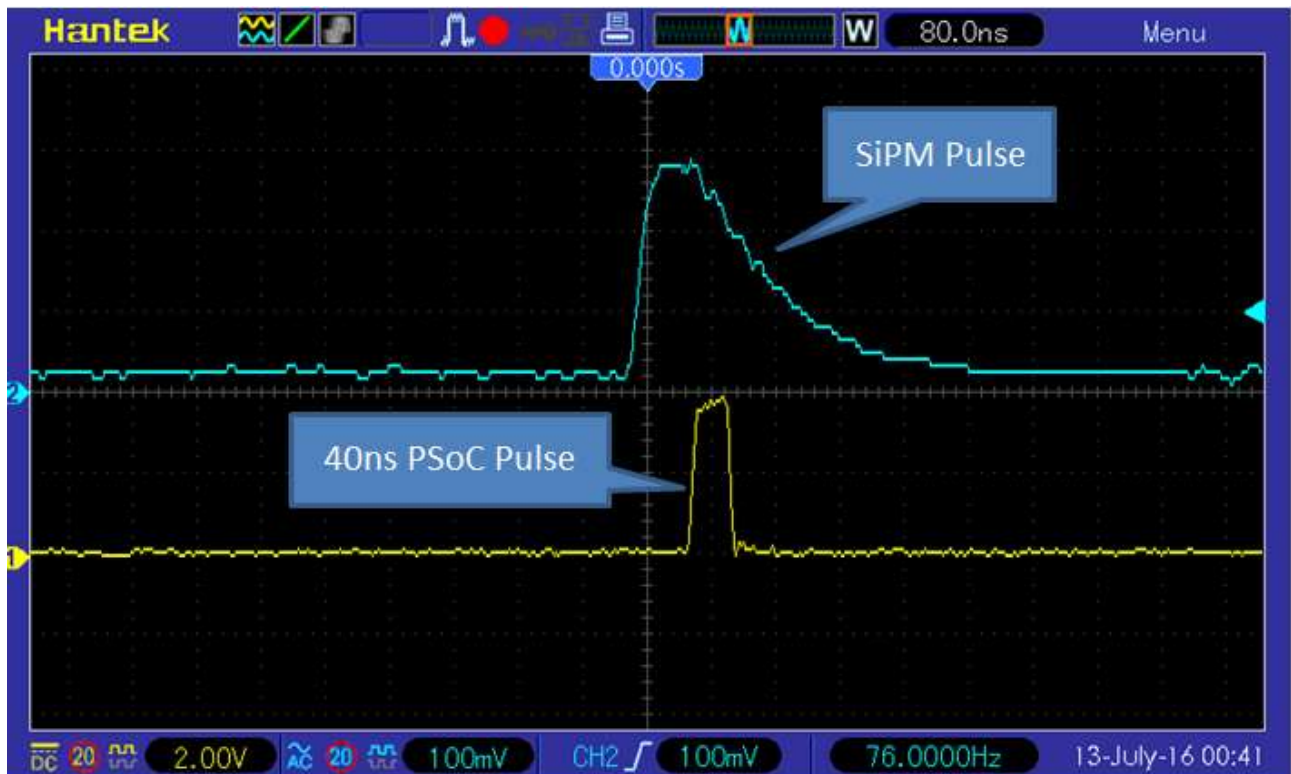 Hantek W 80.0ns Menu
0.000s
SiPM Pulse
2
40ns PSoC Pulse
1
DC 20 2.00V AC 20 100mV CH2 100mV 76.0000Hz 13-July-16 00:41